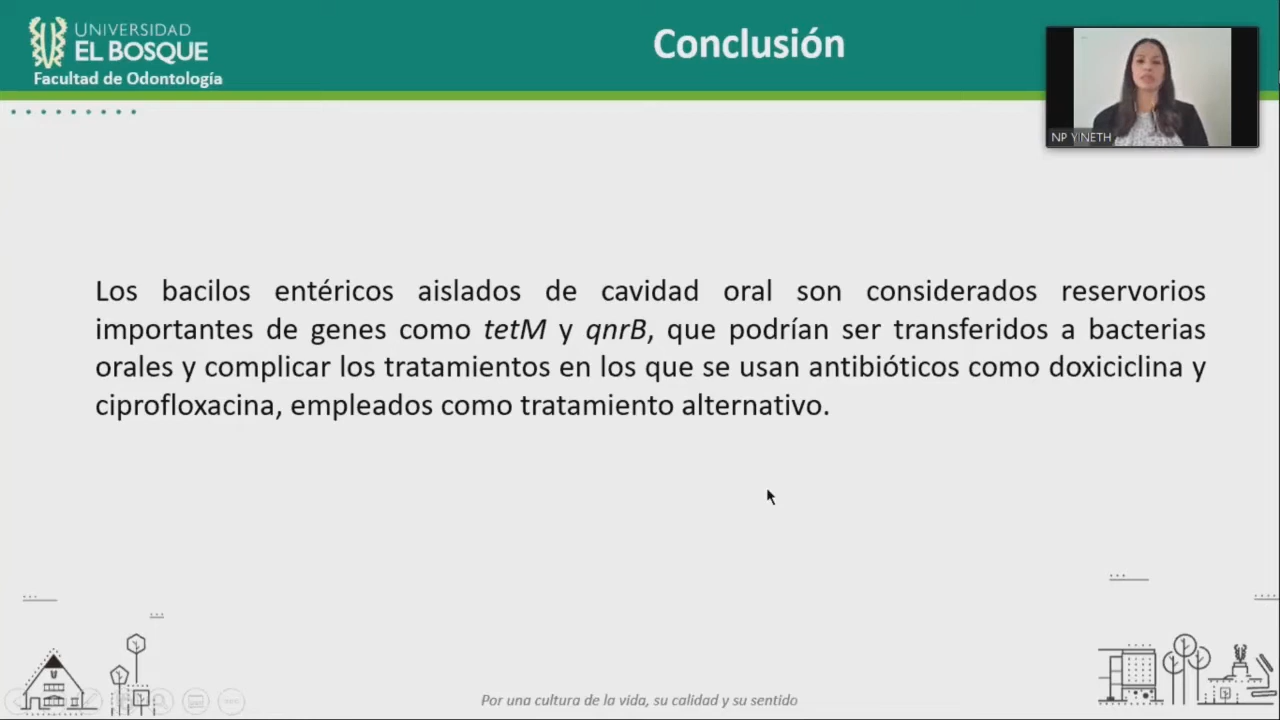 UNIVERSIDAD
EL BOSQUE
Facultad de Odontología
Conclusión
NP YINETH
Los bacilos entéricos aislados de cavidad oral son considerados reservorios
importantes de genes como tetM y qnrB, que podrían ser transferidos a bacterias
orales y complicar los tratamientos en los que se usan antibióticos como doxiciclina y
ciprofloxacina, empleados como tratamiento alternativo.
Por una cultura de la vida, su calidad y su sentido